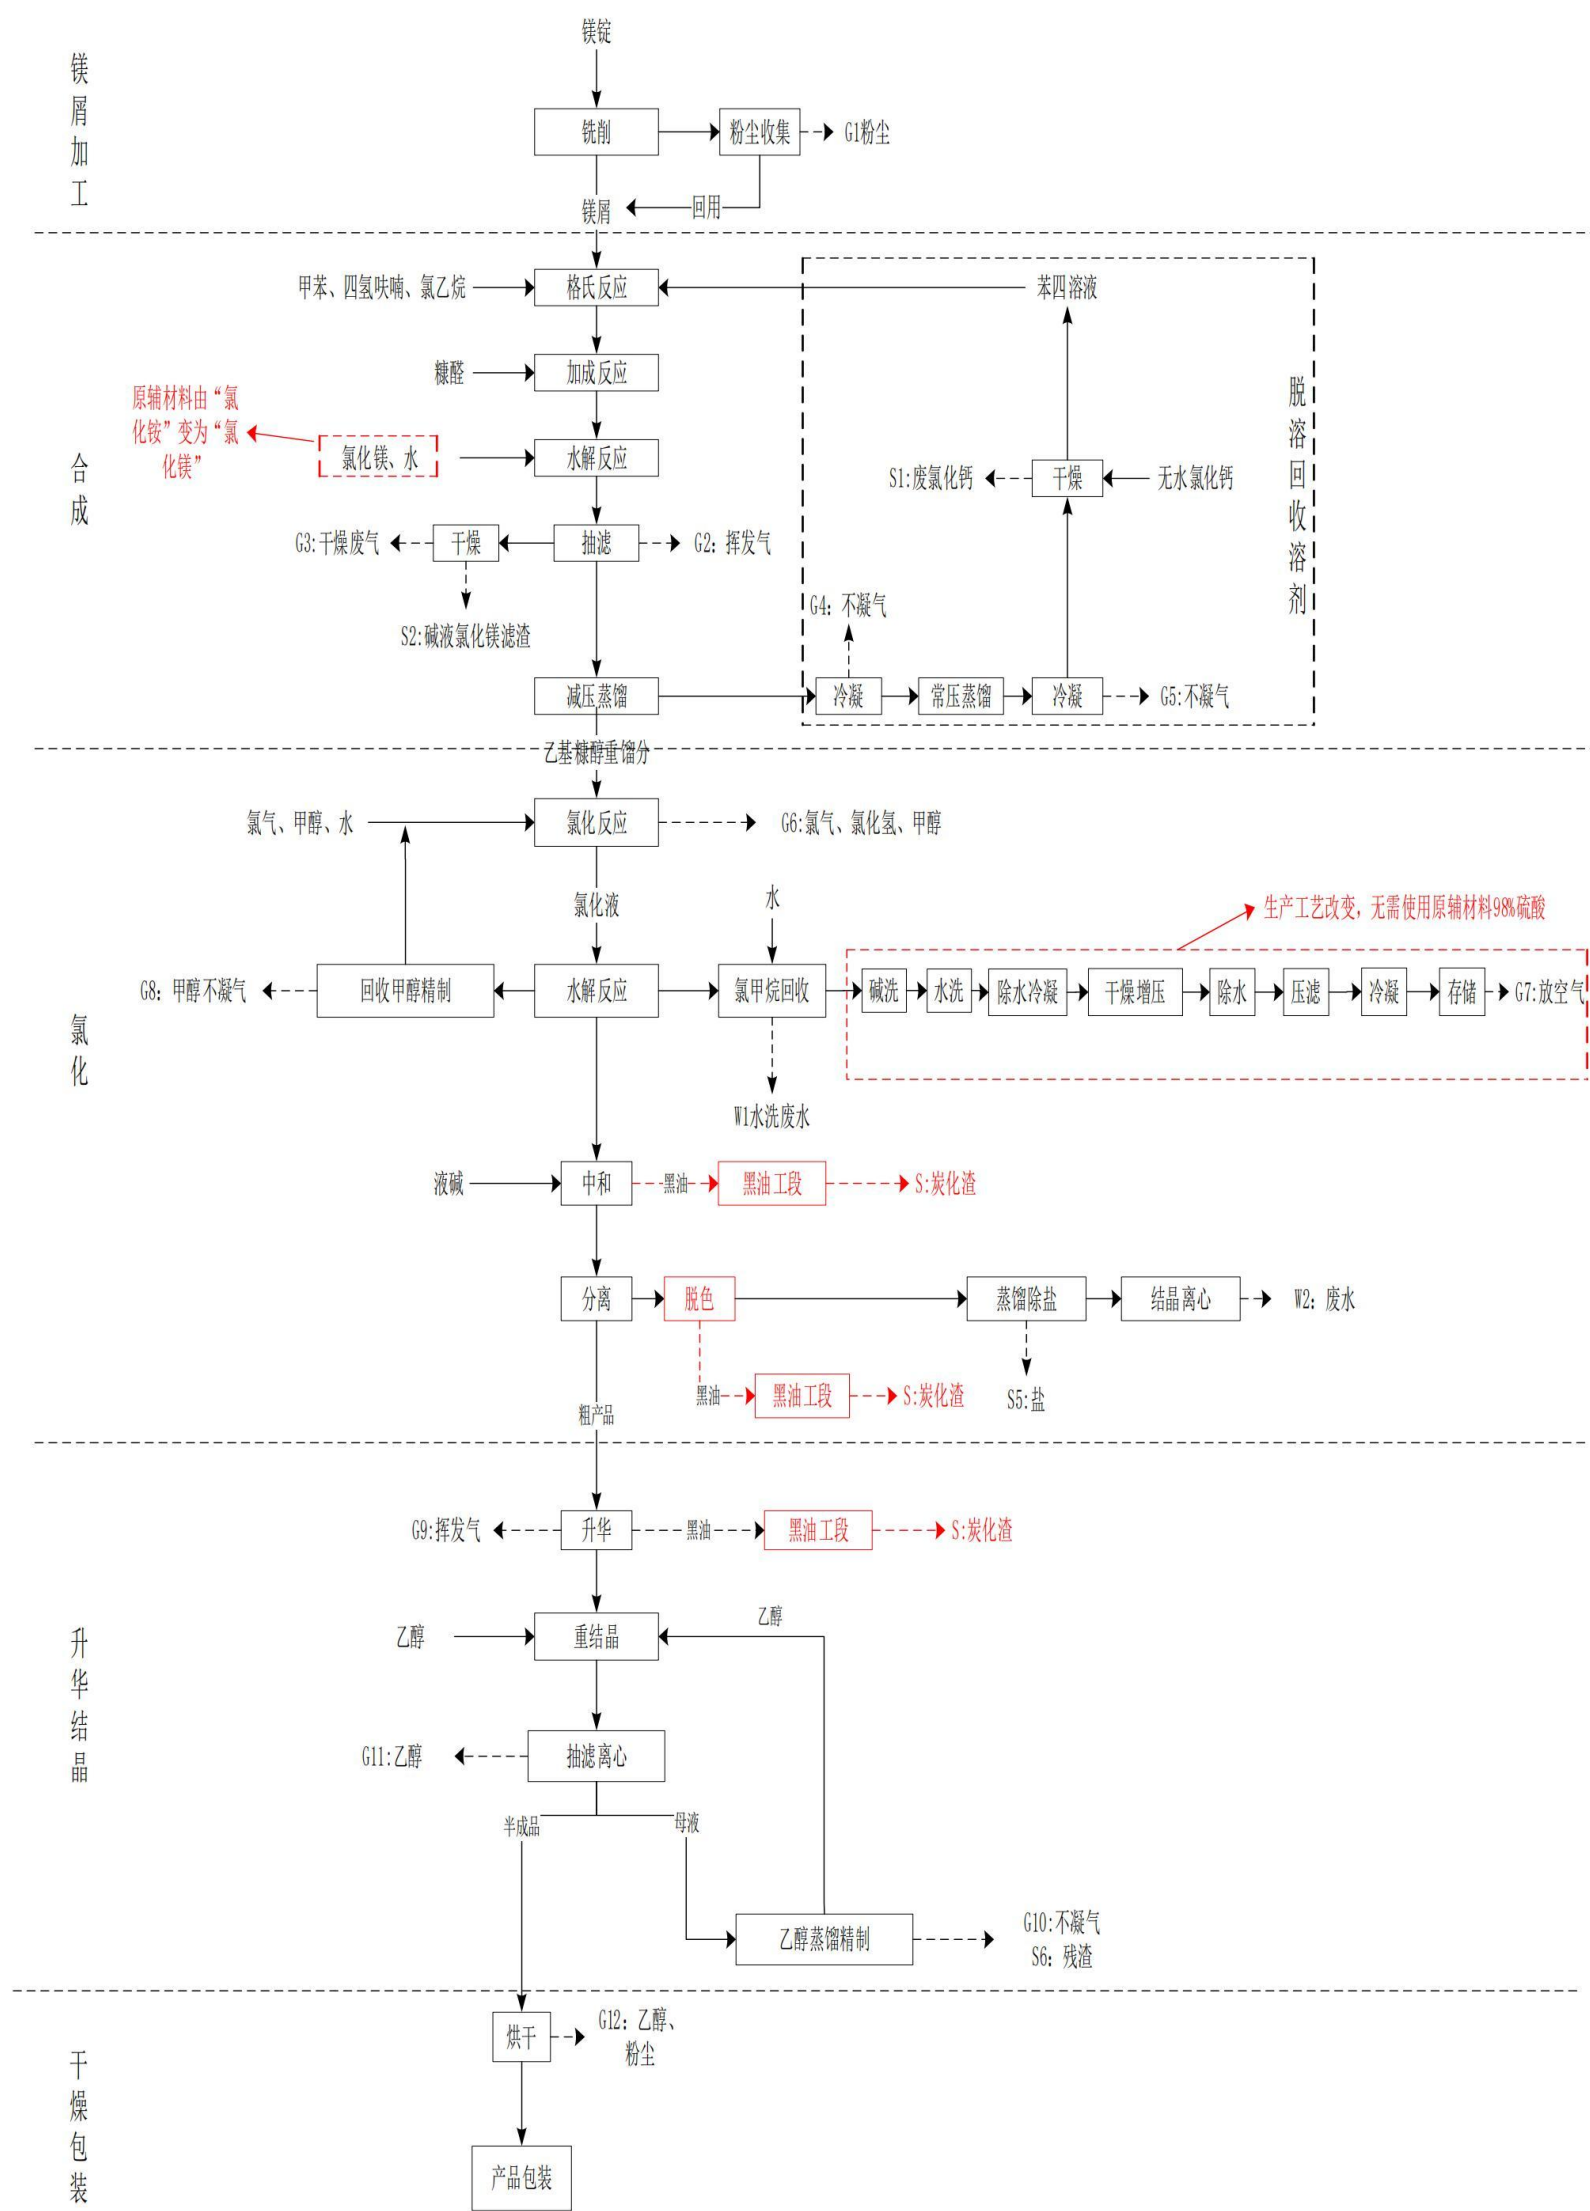 镁屑加工
镁锭
铣削
粉尘收集
G1粉尘
回用
镁屑
合成
甲苯、四氢呋喃、氯乙烷
格氏反应
苯四溶液
糠醛
加成反应
原辅材料由“氯
化铵”变为“氯
化镁”
氯化镁、水
水解反应
脱溶回收溶剂
S1:废氯化钙
干燥
无水氯化钙
G3:干燥废气
干燥
抽滤
G2：挥发气
S2:碱液氯化镁滤渣
G4：不凝气
减压蒸馏
冷凝
常压蒸馏
冷凝
G5:不凝气
乙基糠醇重馏分
氯化
氯气、甲醇、水
氯化反应
G6:氯气、氯化氢、甲醇
氯化液
水
生产工艺改变，无需使用原辅材料98%硫酸
G8：甲醇不凝气
回收甲醇精制
水解反应
氯甲烷回收
碱洗
水洗
除水冷凝
干燥增压
除水
压滤
冷凝
存储
G7:放空气
W1水洗废水
液碱
中和
黑油
黑油工段
S:炭化渣
分离
脱色
蒸馏除盐
结晶离心
W2：废水
黑油
黑油工段
S:炭化渣
S5:盐
粗产品
升华结晶
G9:挥发气
升华
黑油
黑油工段
S:炭化渣
乙醇
重结晶
乙醇
G11:乙醇
抽滤离心
半成品
母液
乙醇蒸馏精制
G10:不凝气
S6：残渣
干燥包装
烘干
G12：乙醇、
粉尘
产品包装